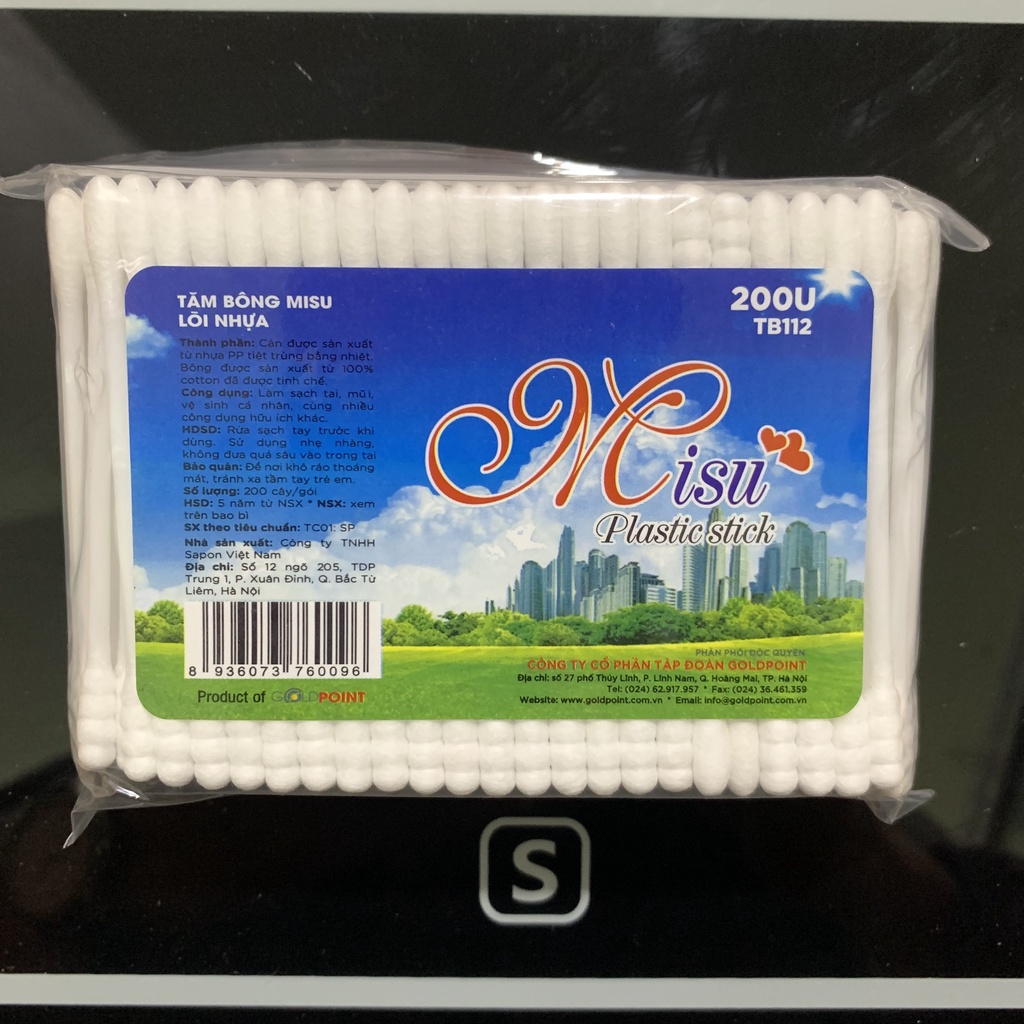 TĂM BÔNG MISU
LÕI NHỰA
200U
TB112
Thành phần: Cán được sản xuất
từ nhựa PP tiệt trùng bằng nhiệt.
Bông được sản xuất từ 100%
cotton đã được tinh chế.
Công dụng: Làm sạch tai, mũi,
vệ sinh cá nhân, cùng nhiều
công dụng hữu ích khác.
HDSD: Rửa sạch tay trước khi
dùng. Sử dụng nhẹ nhàng,
không đưa quá sâu vào trong tai
Bảo quản: Để nơi khô ráo thoáng
mát, tránh xa tầm tay trẻ em.
Số lượng: 200 cây/gói
HSD: 5 năm từ NSX * NSX: xem
trên bao bì
SX theo tiêu chuẩn: TC01: SP
Nhà sản xuất: Công ty TNHH
Sapon Việt Nam
Địa chỉ: Số 12 ngõ 205, TDP
Trung 1, P. Xuân Đỉnh, Q. Bắc Từ
Liêm, Hà Nội
8 936073 760096
Product of GOLDPOINT
Misu
Plastic stick
PHÂN PHỐI ĐỘC QUYỀN
CÔNG TY CỔ PHẦN TẬP ĐOÀN GOLDPOINT
Địa chỉ: số 27 phố Thúy Lĩnh, P. Lĩnh Nam, Q. Hoàng Mai, TP. Hà Nội
Tel: (024) 62.917.957 * Fax: (024) 36.461.359
Website: www.goldpoint.com.vn * Email: info@goldpoint.com.vn
S